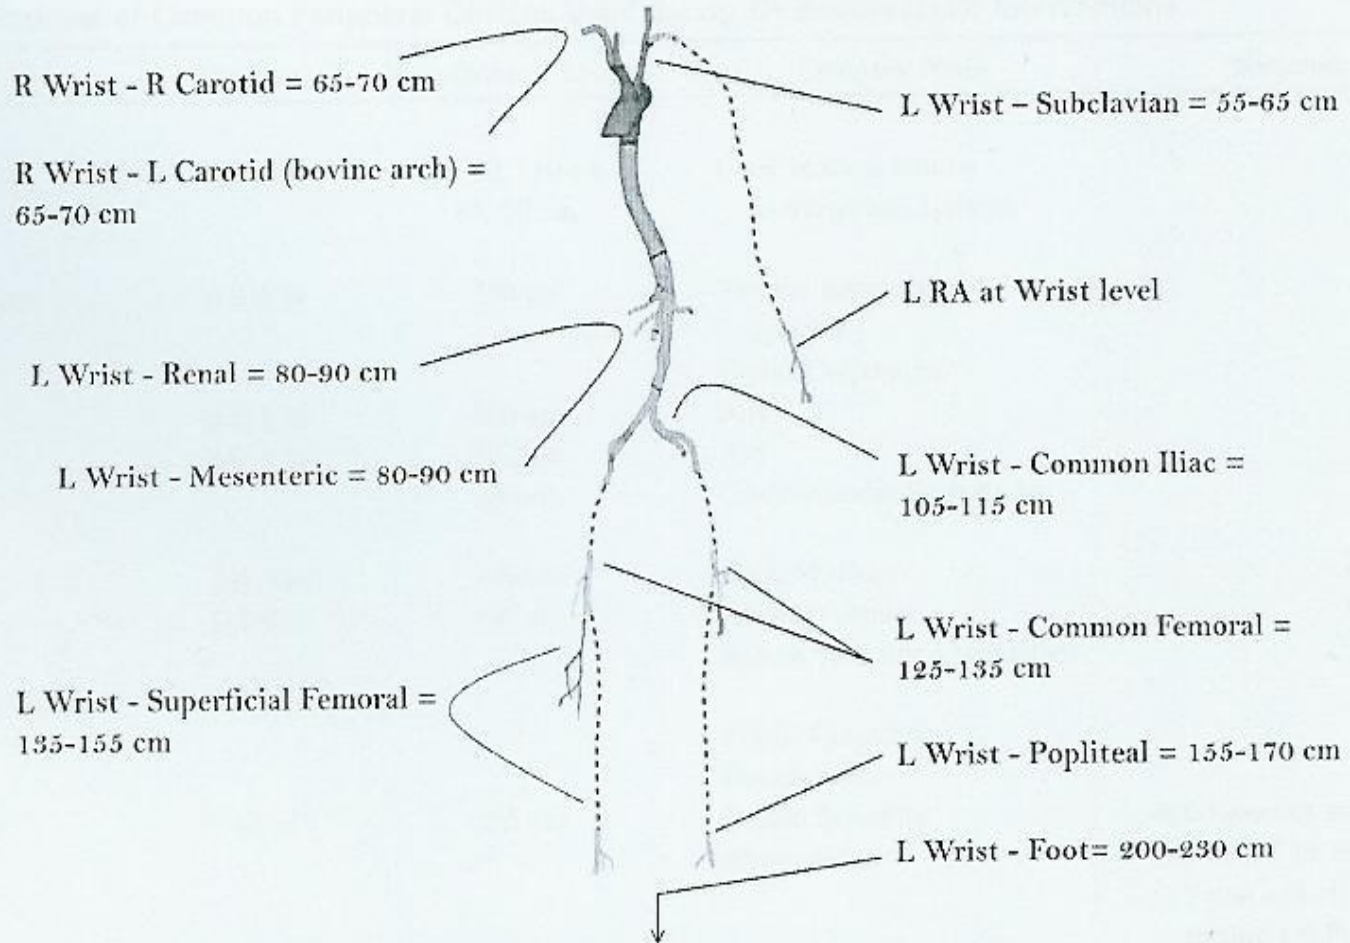 R Wrist - R Carotid = 65-70 cm
R Wrist - L Carotid (bovine arch) =
65-70 cm
L Wrist - Renal = 80-90 cm
L Wrist - Mesenteric = 80-90 cm
L Wrist - Superficial Femoral =
135-155 cm
L Wrist – Subclavian = 55-65 cm
L RA at Wrist level
L Wrist - Common Iliac =
105-115 cm
L Wrist - Common Femoral =
125-135 cm
L Wrist - Popliteal = 155-170 cm
L Wrist - Foot= 200-230 cm